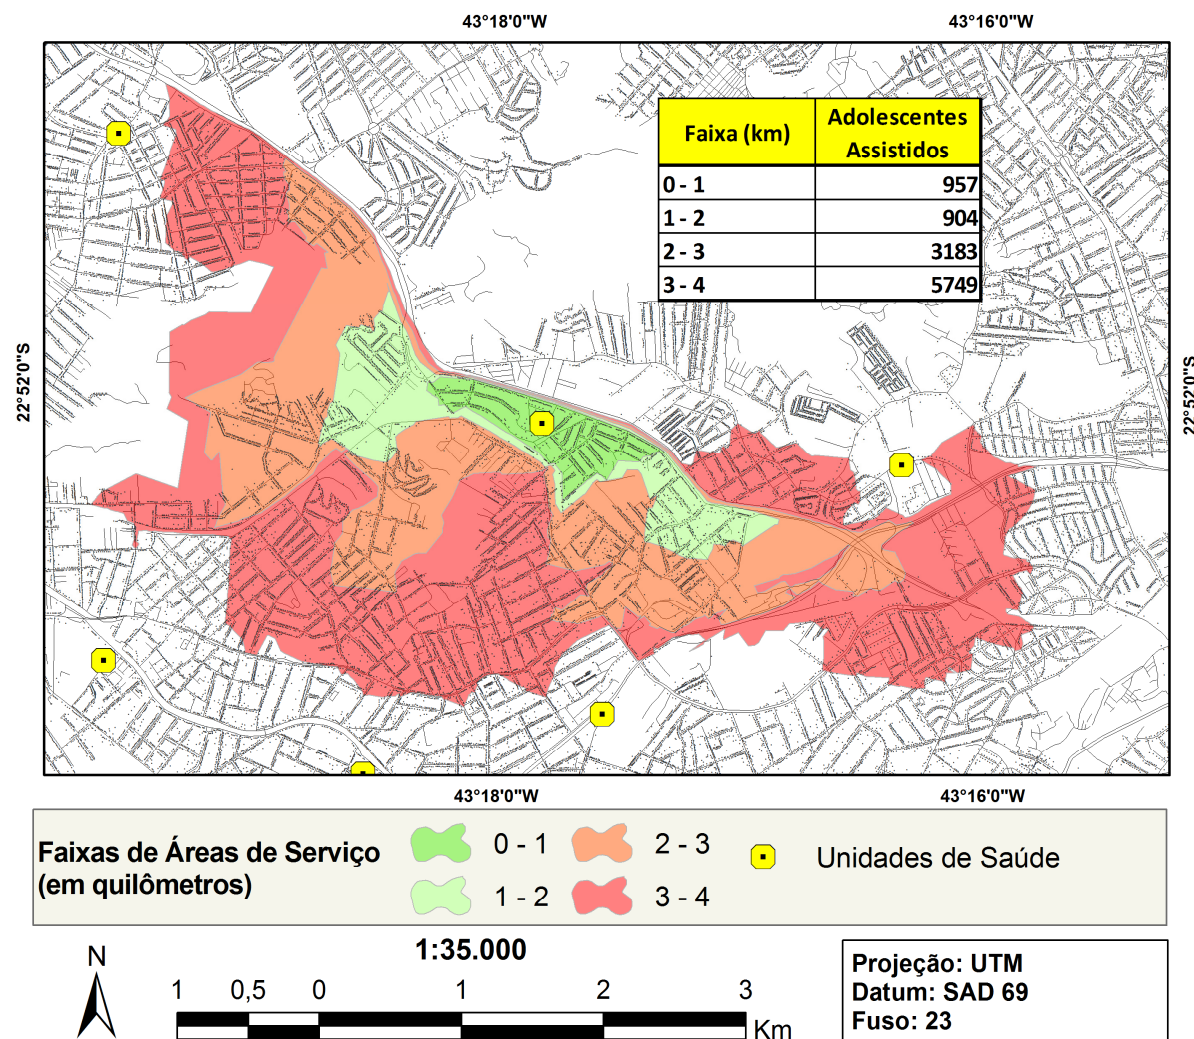 43°18'0"W 43°16'0"W
Faixa (km) Adolescentes Assistidos
0 - 1 957
1 - 2 904
2 - 3 3183
3 - 4 5749
22°52'0"S
22°52'0"S
43°18'0"W 43°16'0"W
Faixas de Áreas de Serviço
(em quilômetros)
0 - 1 2 - 3
1 - 2 3 - 4
Unidades de Saúde
N
1:35.000
1 0,5 0 1 2 3
Km
Projeção: UTM
Datum: SAD 69
Fuso: 23